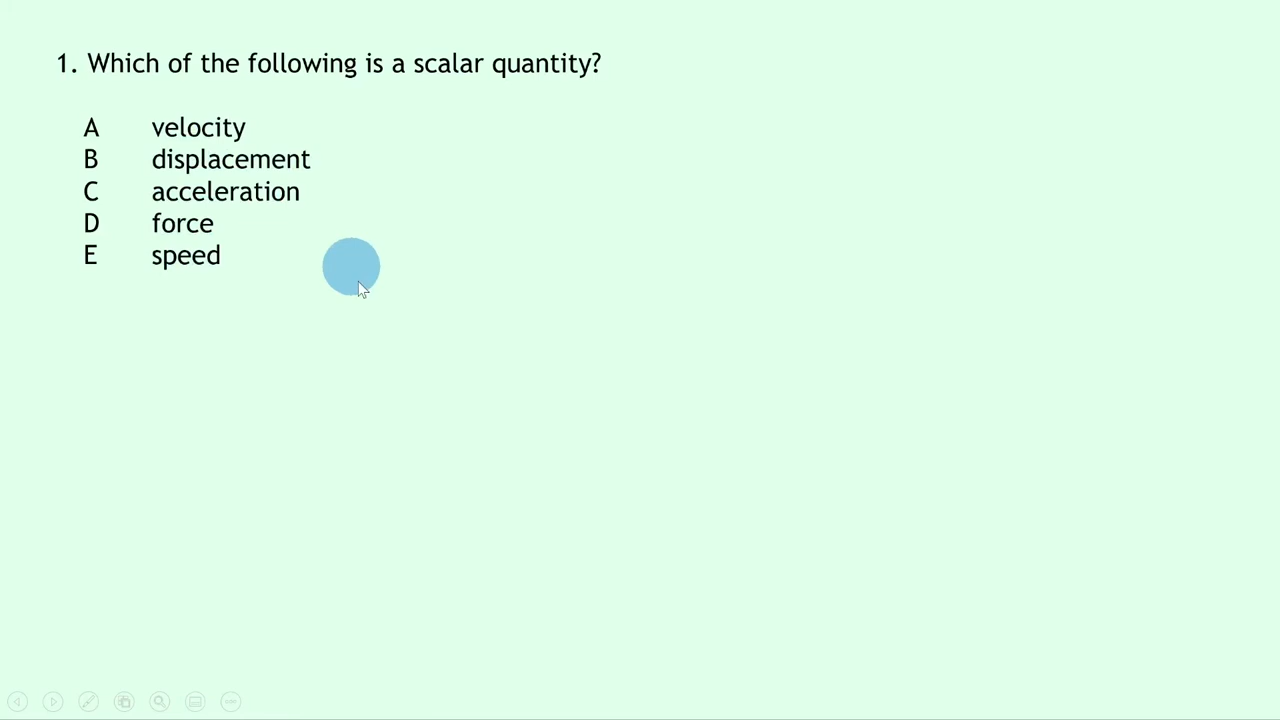 1. Which of the following is a scalar quantity?
A velocity
B displacement
C acceleration
D force
E speed